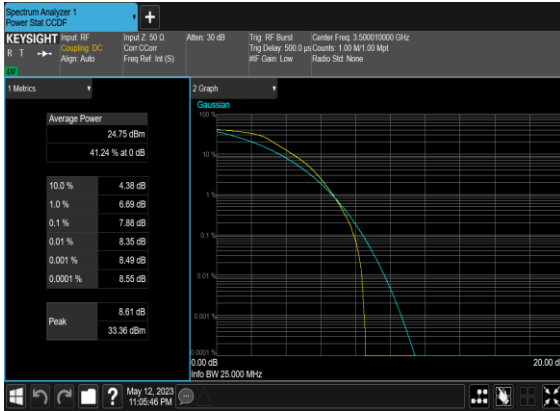 Spectrum Analyzer 1
Power Stat CCDF
KEYSIGHT Input: RF Input Z: 50 Ω Atten: 30 dB Trig: RF Burst Center Freq: 3.500010000 GHz
R T Coupling: DC Corr CCorr Trig Delay: 500.0 µs Counts: 1.00 M/1.00 Mpt
Align: Auto Freq Ref: Int (S) #IF Gain: Low Radio Std: None
1 Metrics
2 Graph
Average Power
24.75 dBm
41.24 % at 0 dB
10.0 % 4.38 dB
1.0 % 6.69 dB
0.1 % 7.88 dB
0.01 % 8.35 dB
0.001 % 8.49 dB
0.0001 % 8.55 dB
Peak
8.61 dB
33.36 dBm
Gaussian
100 %
10 %
1 %
0.1 %
0.01 %
0.001 %
0.0001 %
0.00 dB 20.00 d
Info BW 25.000 MHz
May 12, 2023
11:05:46 PM